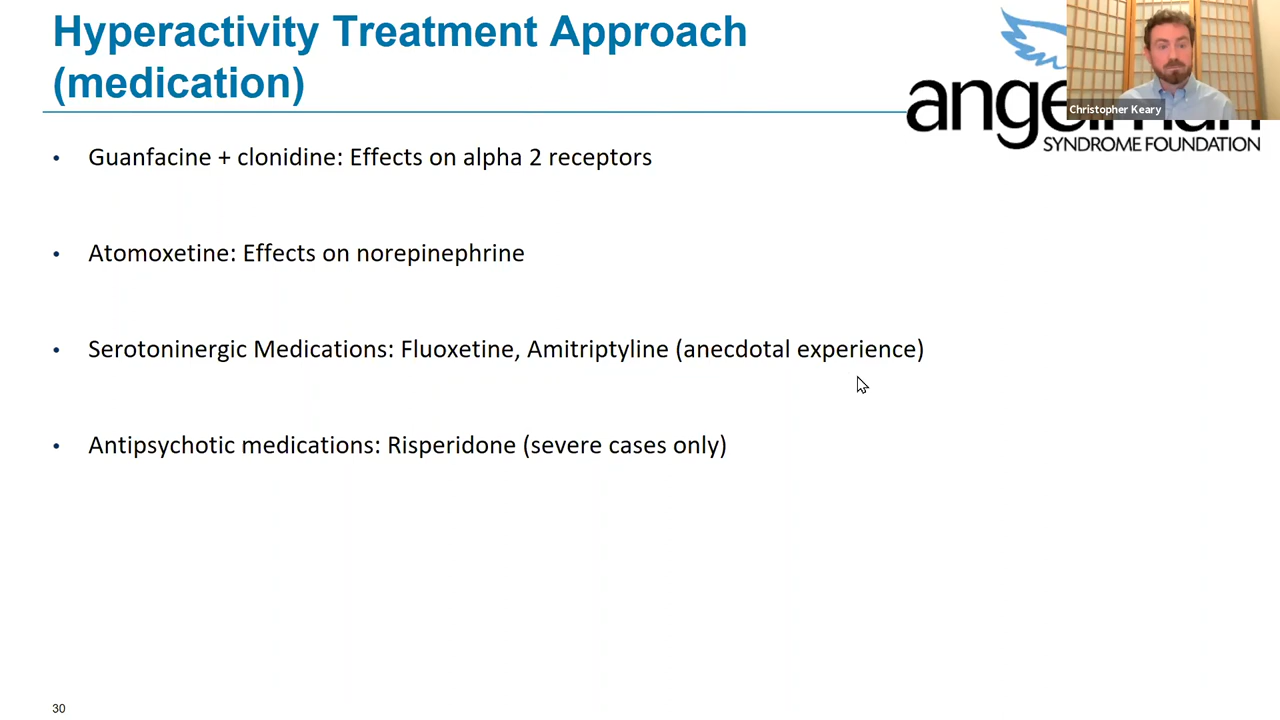 Hyperactivity Treatment Approach
(medication)
Christopher Keary
SYNDROME FOUNDATION
• Guanfacine + clonidine: Effects on alpha 2 receptors
• Atomoxetine: Effects on norepinephrine
• Serotoninergic Medications: Fluoxetine, Amitriptyline (anecdotal experience)
• Antipsychotic medications: Risperidone (severe cases only)
30